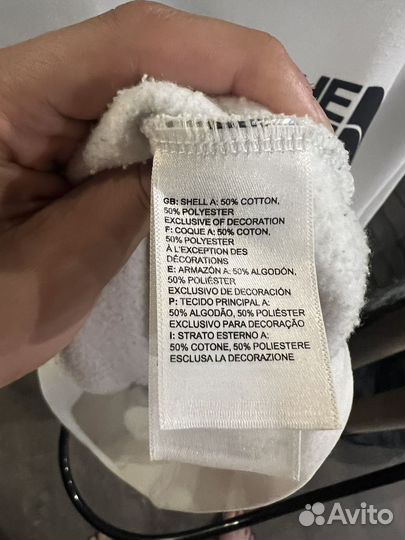 HE
GB: SHELL A: 50% COTTON,
50% POLYESTER
EXCLUSIVE OF DECORATION
F: COQUE A: 50% COTON,
50% POLYESTER
À L'EXCEPTION DES
DÉCORATIONS
E: ARMAZÓN A: 50% ALGODÓN,
50% POLIÉSTER
EXCLUSIVO DE DECORACIÓN
P: TECIDO PRINCIPAL A:
50% ALGODÃO, 50% POLIÉSTER
EXCLUSIVO PARA DECORAÇÃO
I: STRATO ESTERNO A:
50% COTONE, 50% POLIESTERE
ESCLUSA LA DECORAZIONE
Avito